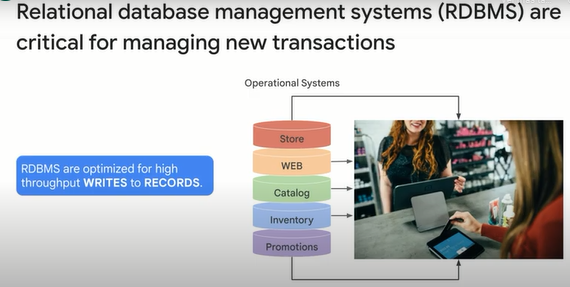 Relational database management systems (RDBMS) are
critical for managing new transactions
Operational Systems
Store
WEB
Catalog
Inventory
Promotions
RDBMS are optimized for high
throughput WRITES to RECORDS.